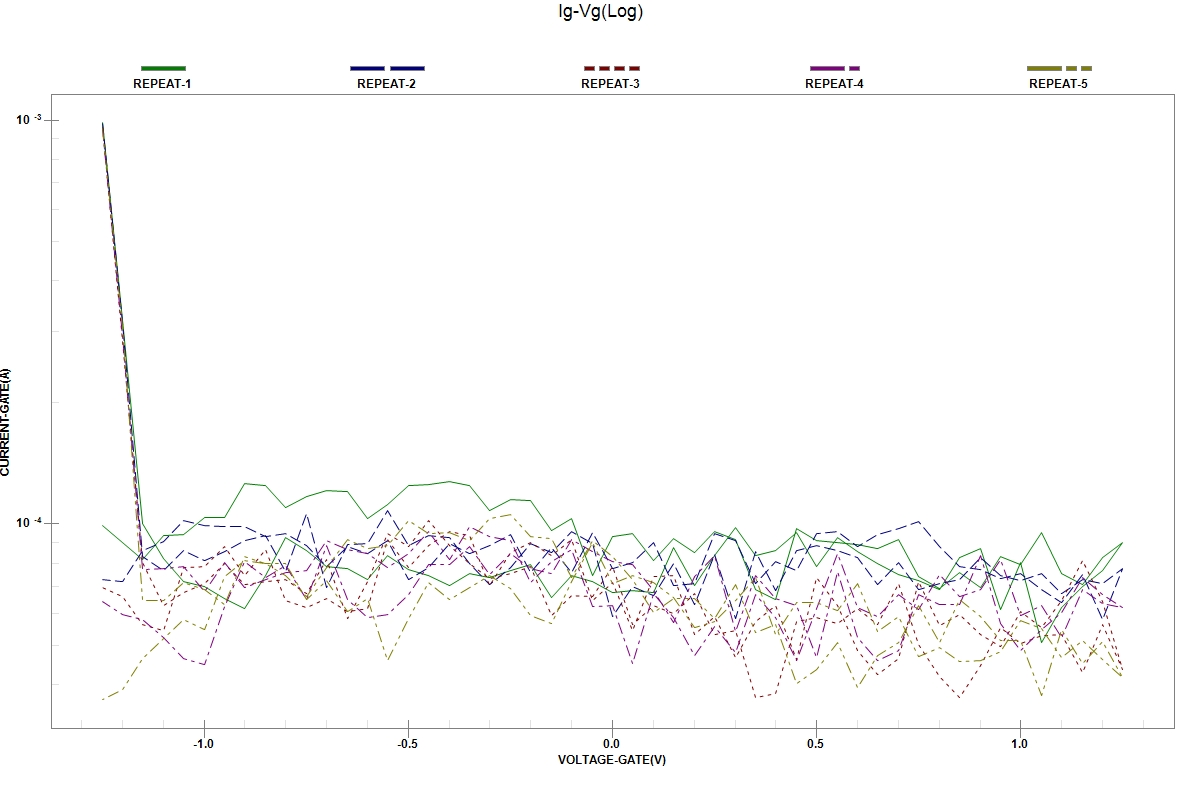 Ig-Vg(Log)
REPEAT-1 REPEAT-2 REPEAT-3 REPEAT-4 REPEAT-5
10 -3
10 -4
CURRENT-GATE(A)
-1.0 -0.5 0.0 0.5 1.0
VOLTAGE-GATE(V)